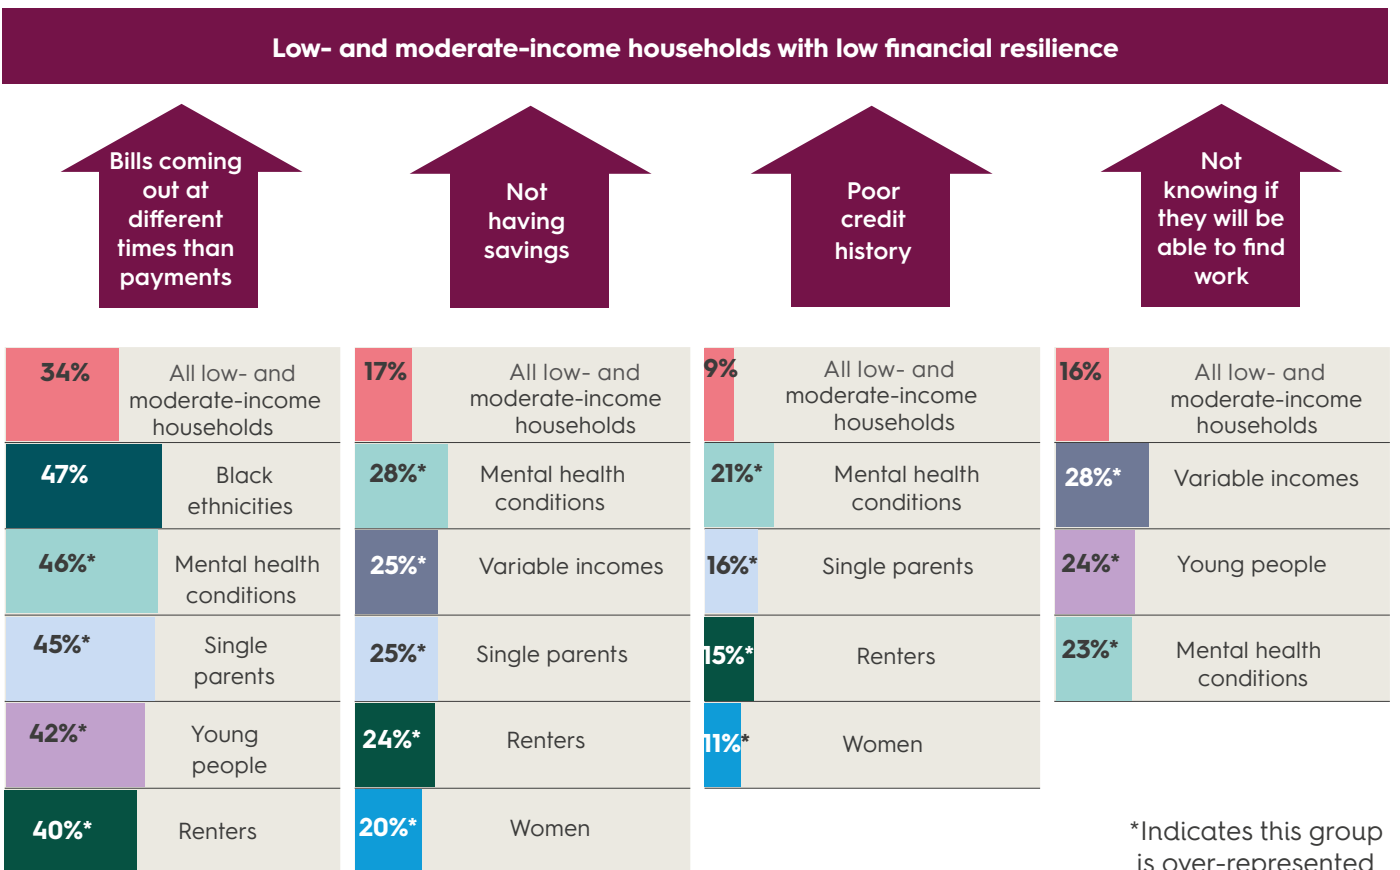 Low- and moderate-income households with low financial resilience
Bills coming
out at
different
times than
payments
Not
having
savings
Poor
credit
history
Not
knowing if
they will be
able to find
work
34%
All low- and
moderate-income
households
47%
Black
ethnicities
46%*
Mental health
conditions
45%*
Single
parents
42%*
Young
people
40%*
Renters
17%
All low- and
moderate-income
households
28%*
Mental health
conditions
25%*
Variable incomes
25%*
Single parents
24%*
Renters
20%*
Women
9%
All low- and
moderate-income
households
21%*
Mental health
conditions
16%*
Single parents
15%*
Renters
11%*
Women
16%
All low- and
moderate-income
households
28%*
Variable incomes
24%*
Young people
23%*
Mental health
conditions
*Indicates this group
is over-represented